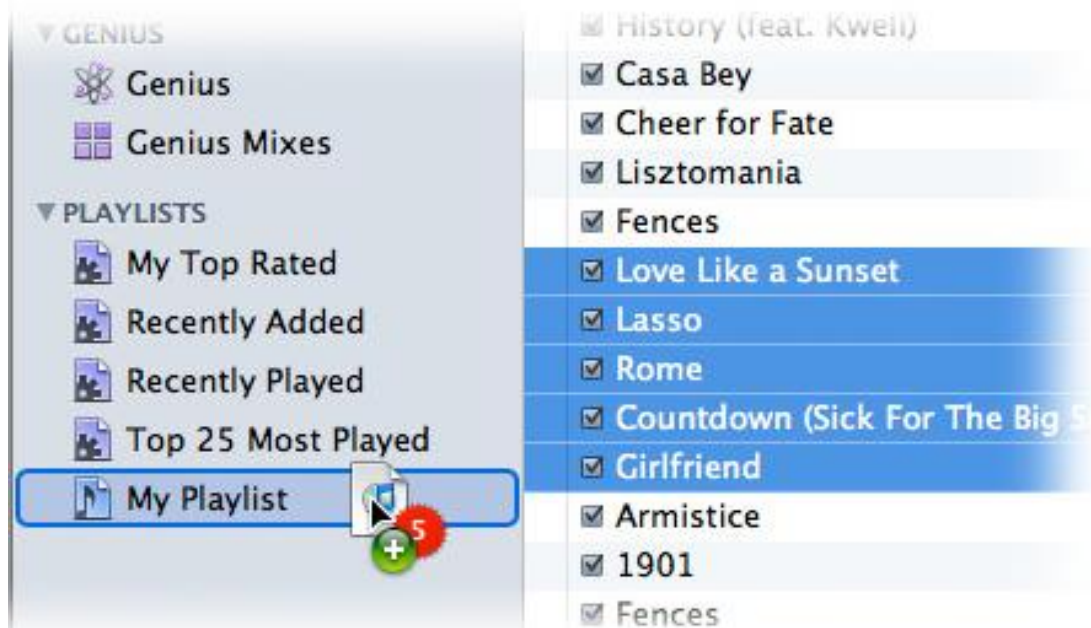 GENIUS
Genius
Genius Mixes
PLAYLISTS
My Top Rated
Recently Added
Recently Played
Top 25 Most Played
My Playlist
5
History (feat. Kweli)
Casa Bey
Cheer for Fate
Lisztomania
Fences
Love Like a Sunset
Lasso
Rome
Countdown (Sick For The Big
Girlfriend
Armistice
1901
Fences